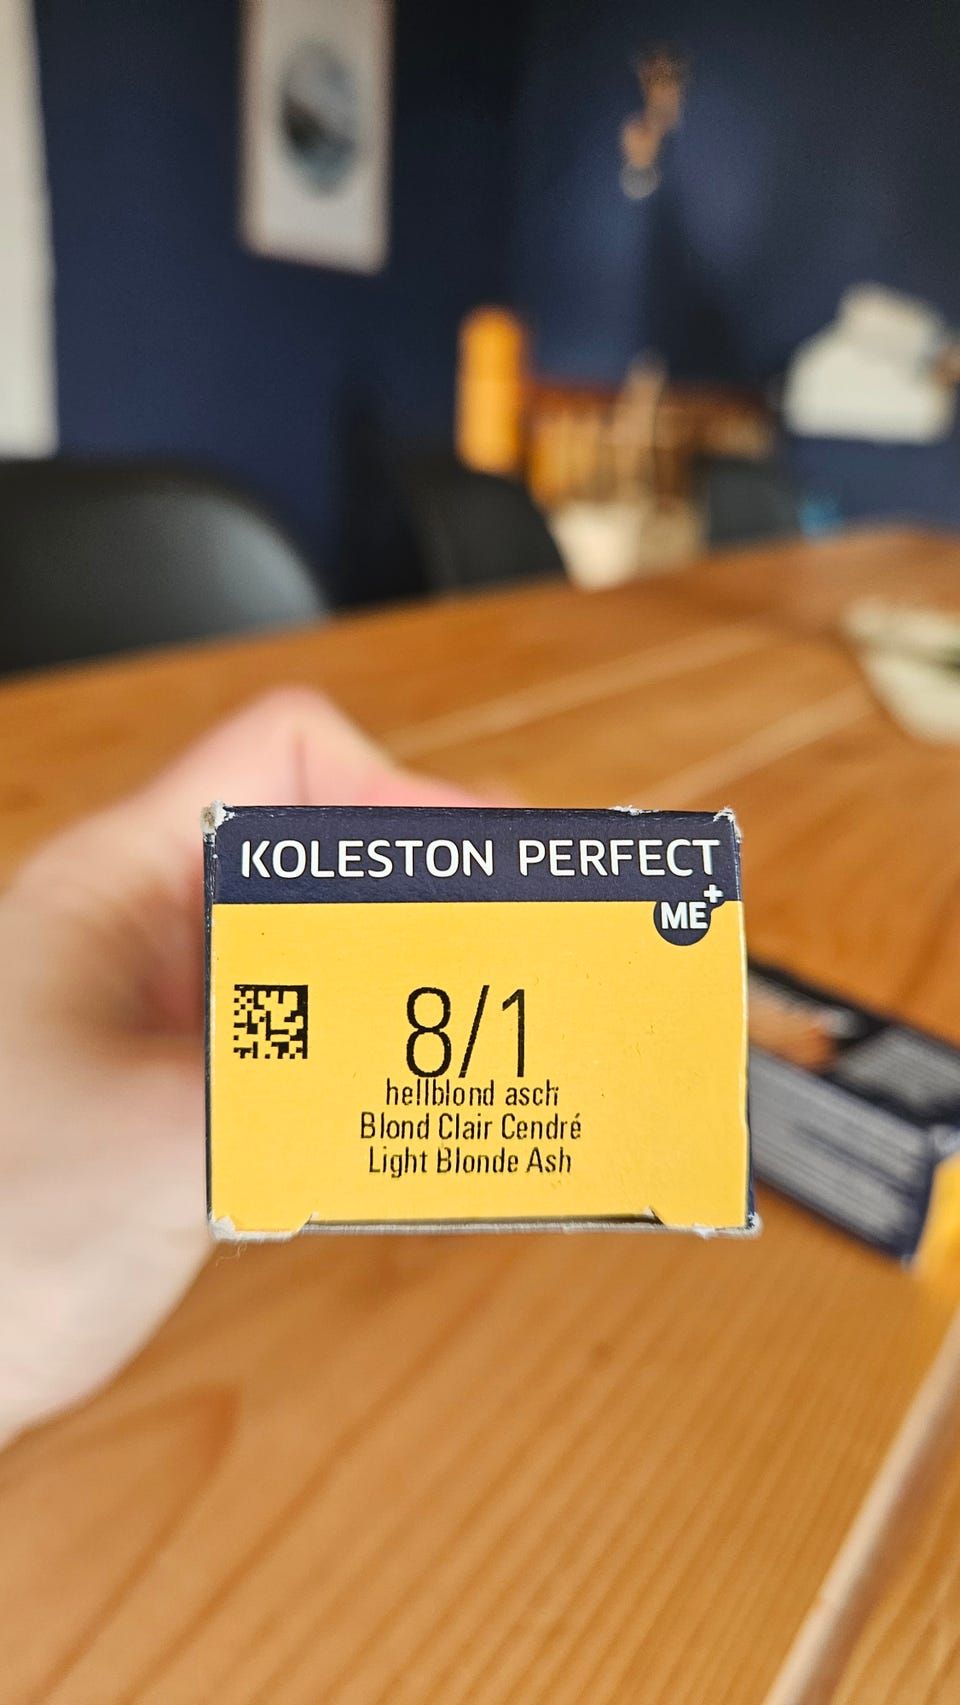 KOLESTON PERFECT
ME+
8/1
hellblond asch
Blond Clair Cendré
Light Blonde Ash